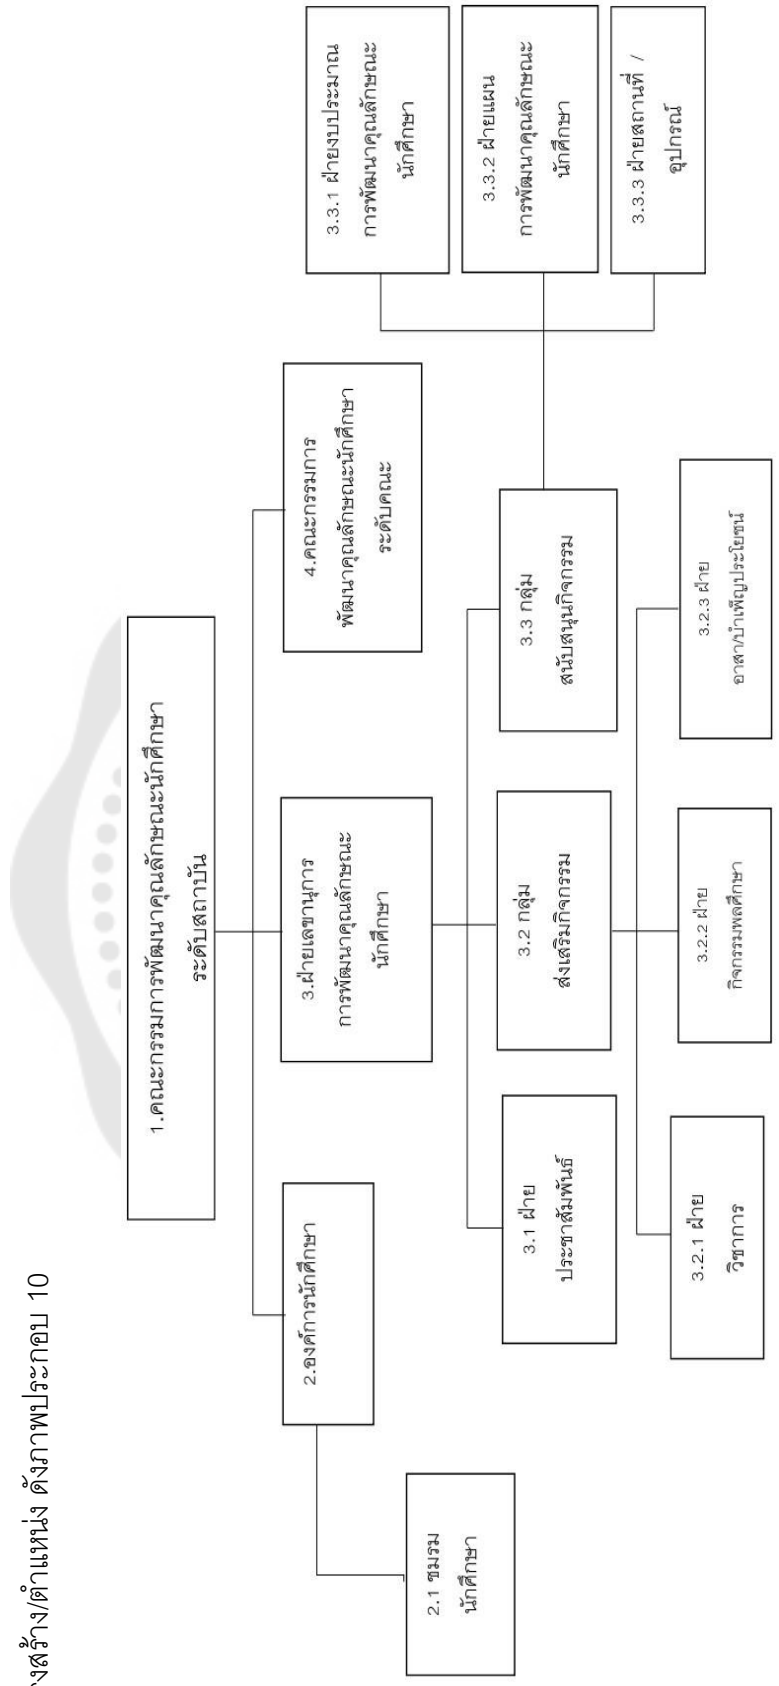 งสร้าง/ตำแหน่ง ดังภาพประกอบ 10
1.คณะกรรมการพัฒนาคุณลักษณะนักศึกษา
ระดับสถาบัน
2.องค์การนักศึกษา
2.1 ชมรม
นักศึกษา
3.ฝ่ายเลขานุการ
การพัฒนาคุณลักษณะ
นักศึกษา
4.คณะกรรมการ
พัฒนาคุณลักษณะนักศึกษา
ระดับคณะ
3.1 ฝ่าย
ประชาสัมพันธ์
3.2 กลุ่ม
ส่งเสริมกิจกรรม
3.3 กลุ่ม
สนับสนุนกิจกรรม
3.2.1 ฝ่าย
วิชาการ
3.2.2 ฝ่าย
กิจกรรมพลศึกษา
3.2.3 ฝ่าย
อาสา/บำเพ็ญประโยชน์
3.3.1 ฝ่ายงบประมาณ
การพัฒนาคุณลักษณะ
นักศึกษา
3.3.2 ฝ่ายแผน
การพัฒนาคุณลักษณะ
นักศึกษา
3.3.3 ฝ่ายสถานที่ /
อุปกรณ์